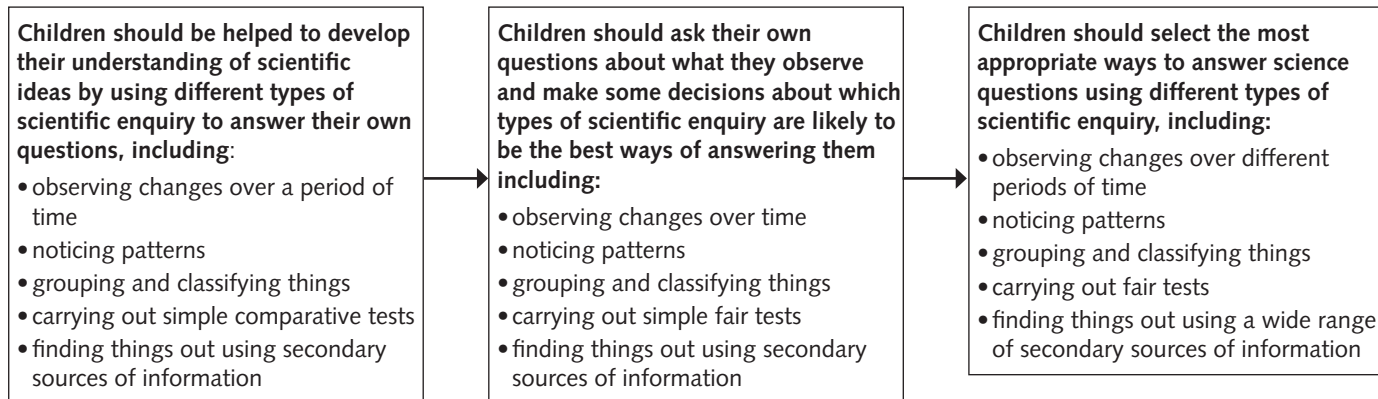 Children should be helped to develop
their understanding of scientific
ideas by using different types of
scientific enquiry to answer their own
questions, including:
• observing changes over a period of
time
• noticing patterns
• grouping and classifying things
• carrying out simple comparative tests
• finding things out using secondary
sources of information
Children should ask their own
questions about what they observe
and make some decisions about which
types of scientific enquiry are likely to
be the best ways of answering them
including:
• observing changes over time
• noticing patterns
• grouping and classifying things
• carrying out simple fair tests
• finding things out using secondary
sources of information
Children should select the most
appropriate ways to answer science
questions using different types of
scientific enquiry, including:
• observing changes over different
periods of time
• noticing patterns
• grouping and classifying things
• carrying out fair tests
• finding things out using a wide range
of secondary sources of information